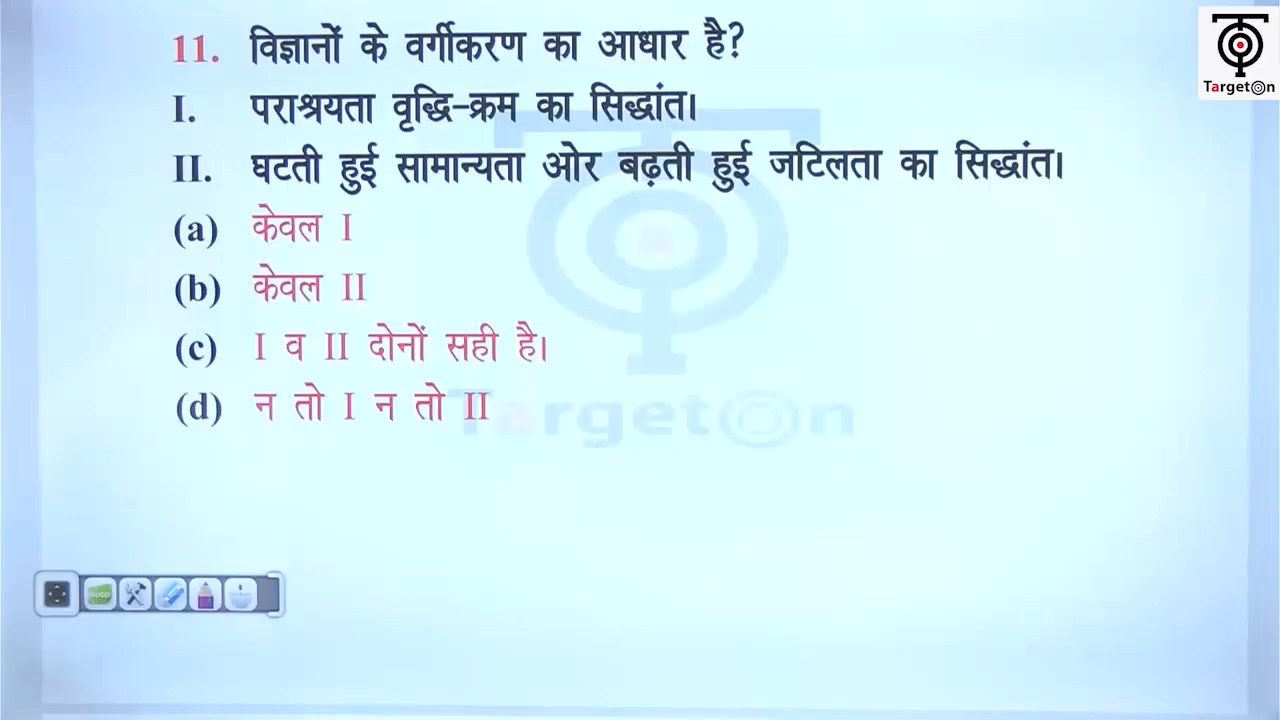 TargetOn
11. विज्ञानों के वर्गीकरण का आधार है?
I. पराश्रयता वृद्धि-क्रम का सिद्धांत।
II. घटती हुई सामान्यता ओर बढ़ती हुई जटिलता का सिद्धांत।
(a) केवल I
(b) केवल II
(c) I व II दोनों सही है।
(d) न तो I न तो II
TargetOn
Note